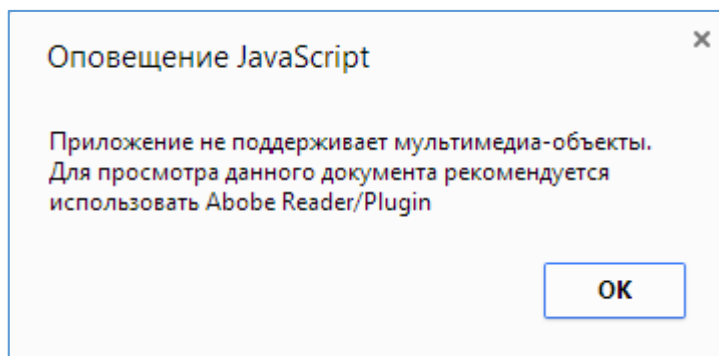 Оповещение JavaScript
Приложение не поддерживает мультимедиа-объекты.
Для просмотра данного документа рекомендуется
использовать Abobe Reader/Plugin
OK